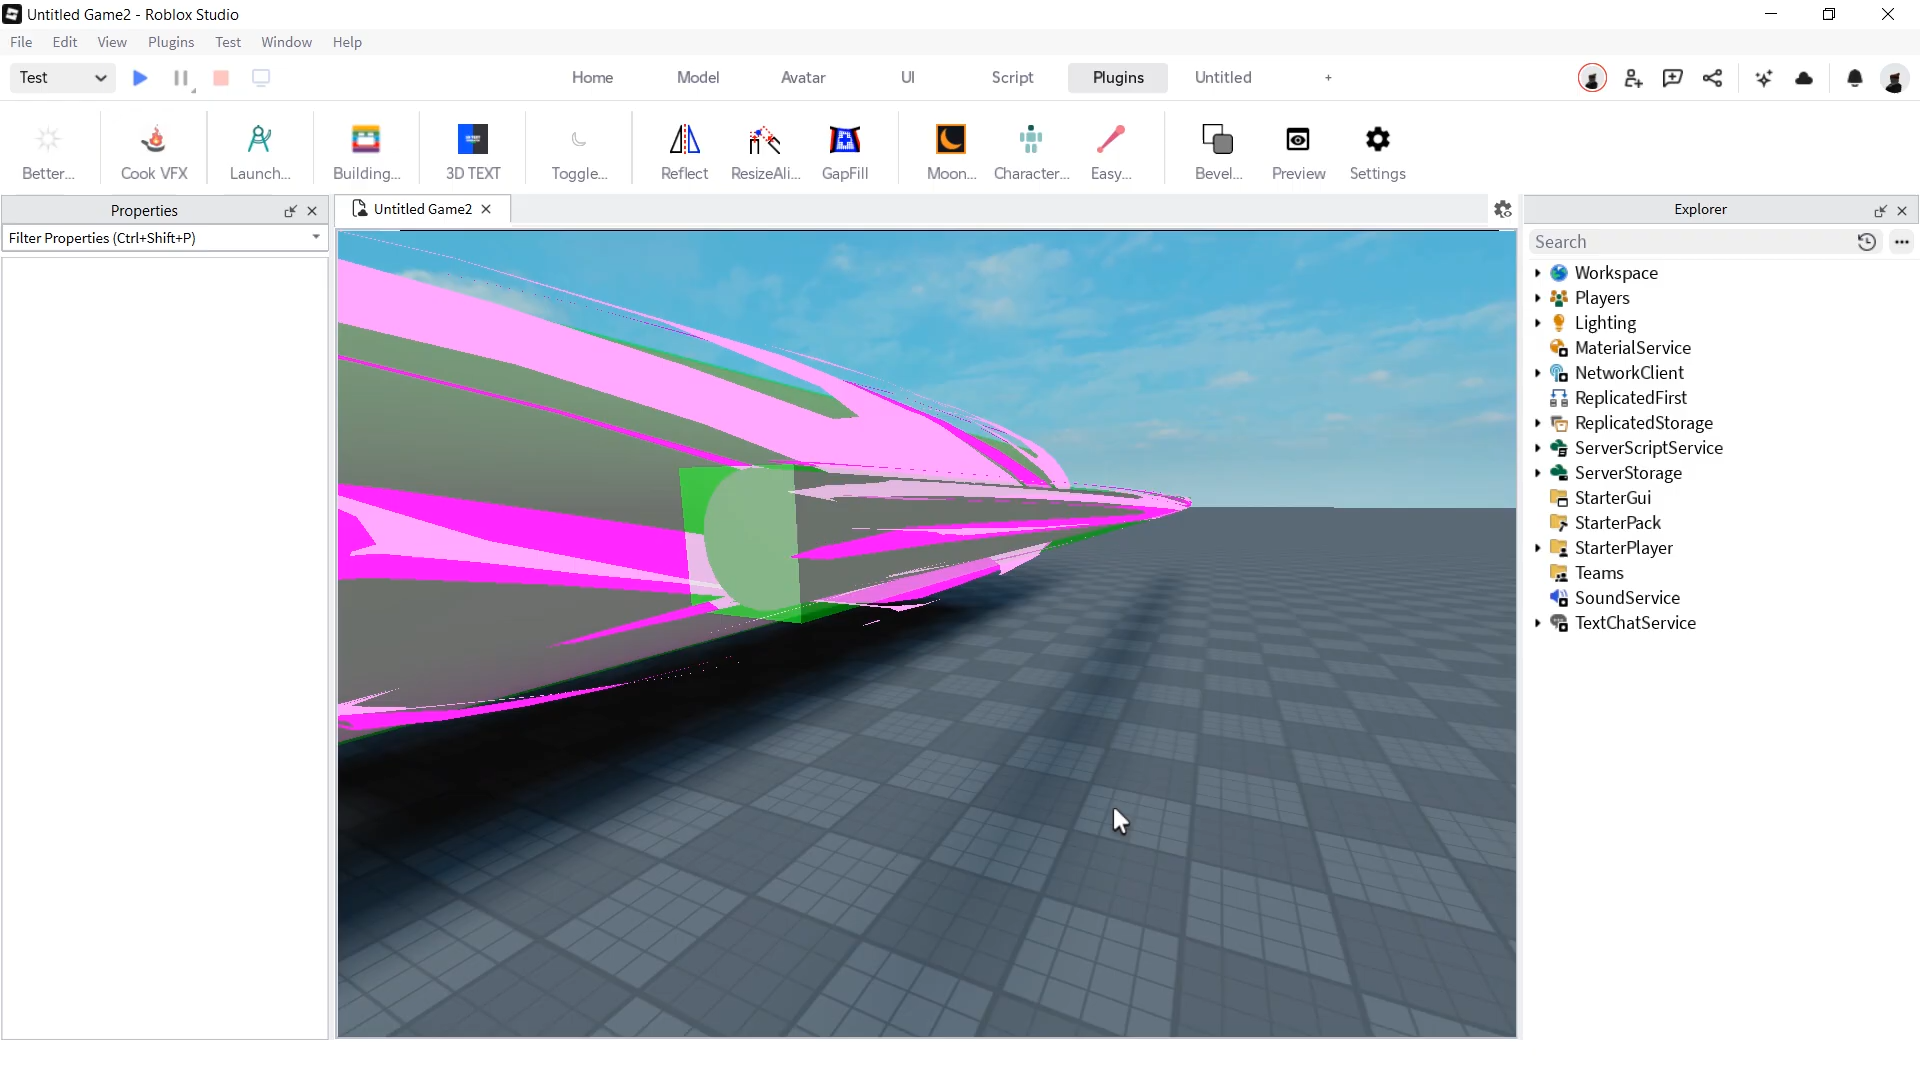 Untitled Game2 - Roblox Studio
File Edit View Plugins Test Window Help
Test Home Model Avatar UI Script Plugins Untitled +
Better... Cook VFX Launch... Building... 3D TEXT Toggle... Reflect ResizeAli... GapFill Moon... Character... Easy... Bevel... Preview Settings
Properties
Filter Properties (Ctrl+Shift+P)
Untitled Game2
Explorer
Search
Workspace
Players
Lighting
MaterialService
NetworkClient
ReplicatedFirst
ReplicatedStorage
ServerScriptService
ServerStorage
StarterGui
StarterPack
StarterPlayer
Teams
SoundService
TextChatService